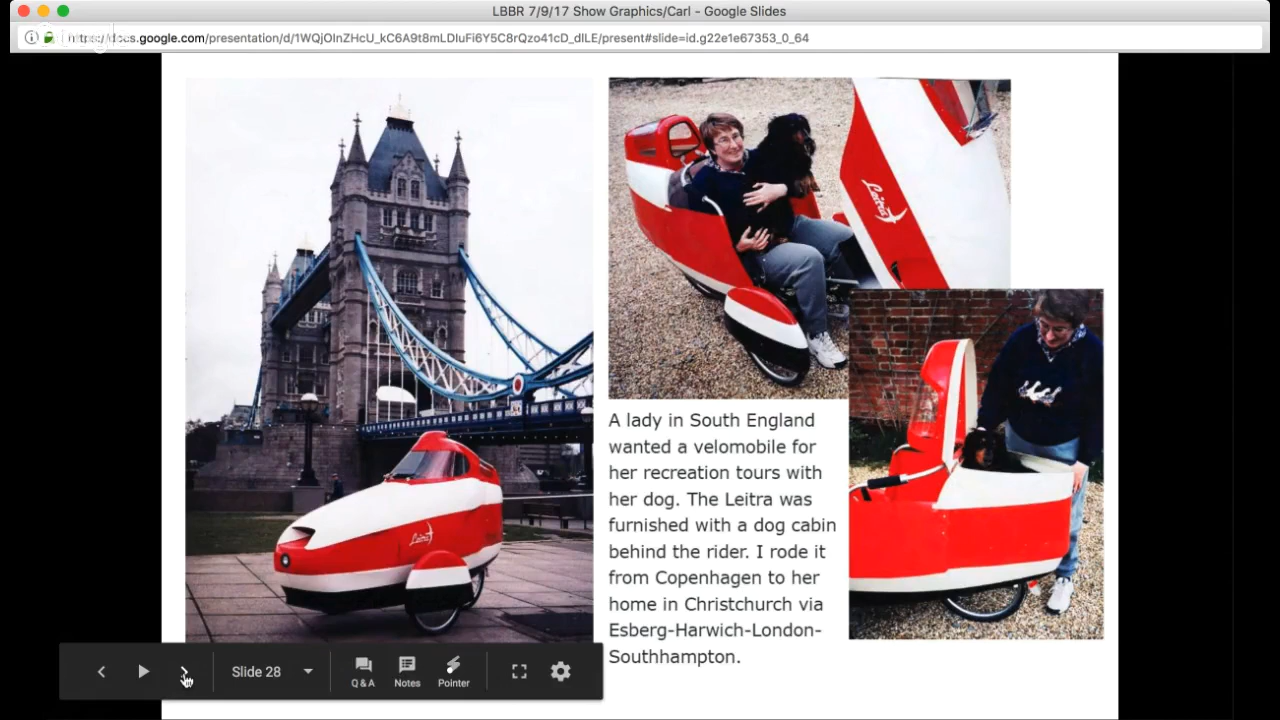 LBBR 7/9/17 Show Graphics/Carl - Google Slides
https://docs.google.com/presentation/d/1WQjOInZHcU_kC6A9t8mLDIuFi6Y5C8rQzo41cD_dILE/present#slide=id.g22e1e67353_0_64
Leitra
Leitra
A lady in South England
wanted a velomobile for
her recreation tours with
her dog. The Leitra was
furnished with a dog cabin
behind the rider. I rode it
from Copenhagen to her
home in Christchurch via
Esberg-Harwich-London-
Southhampton.
Slide 28
Q & A
Notes
Pointer